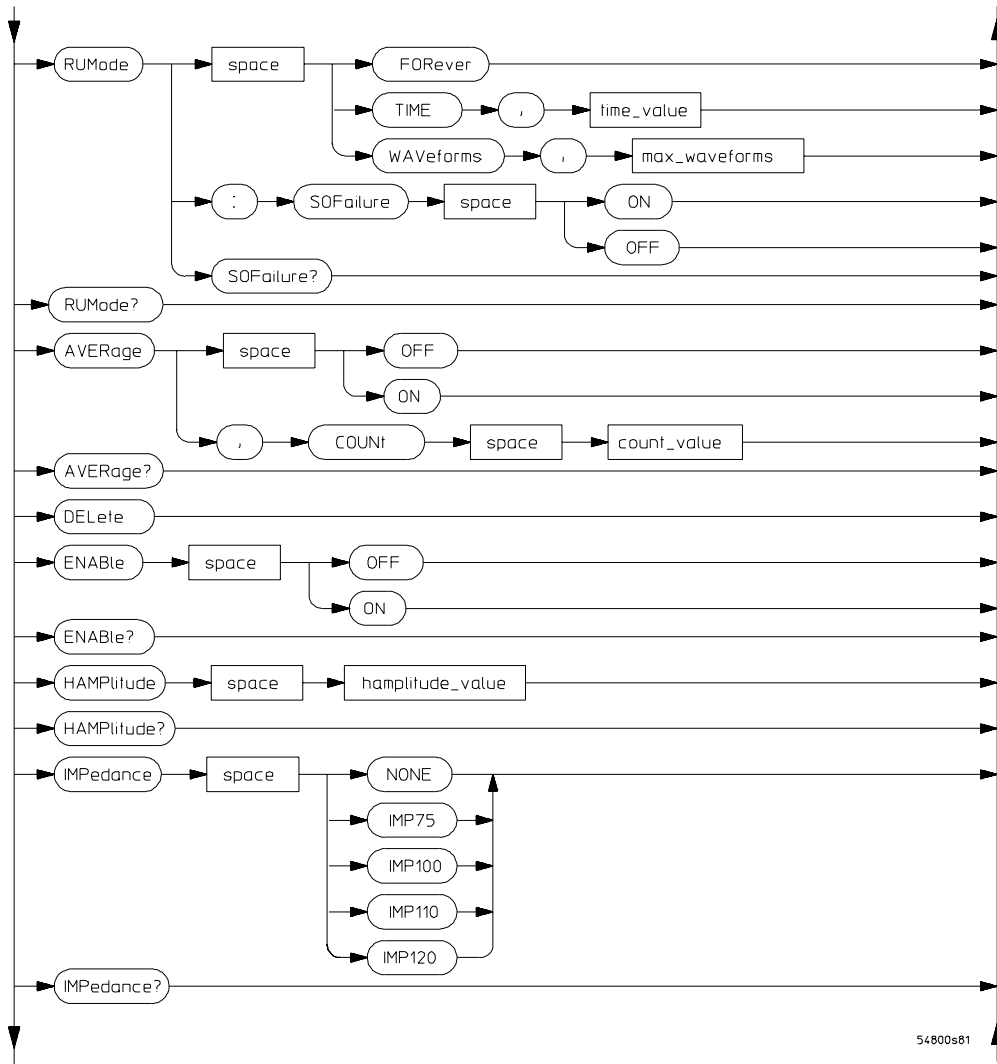 RUMode space FORever
TIME , time_value
WAVeforms , max_waveforms
: SOFailure space ON
OFF
SOFailure?
RUMode?
AVERage space OFF
ON
, COUNt space count_value
AVERage?
DELete
ENABle space OFF
ON
ENABle?
HAMPlitude space hamplitude_value
HAMPlitude?
IMPedance space NONE
IMP75
IMP100
IMP110
IMP120
IMPedance?
54800s81